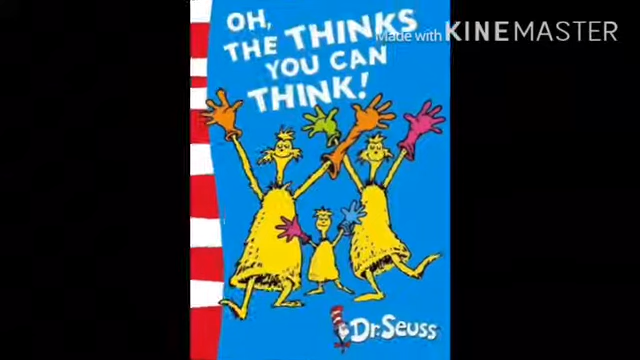 OH,
THE THINKS
YOU CAN
THINK!
Made with KINEMASTER
Dr. Seuss